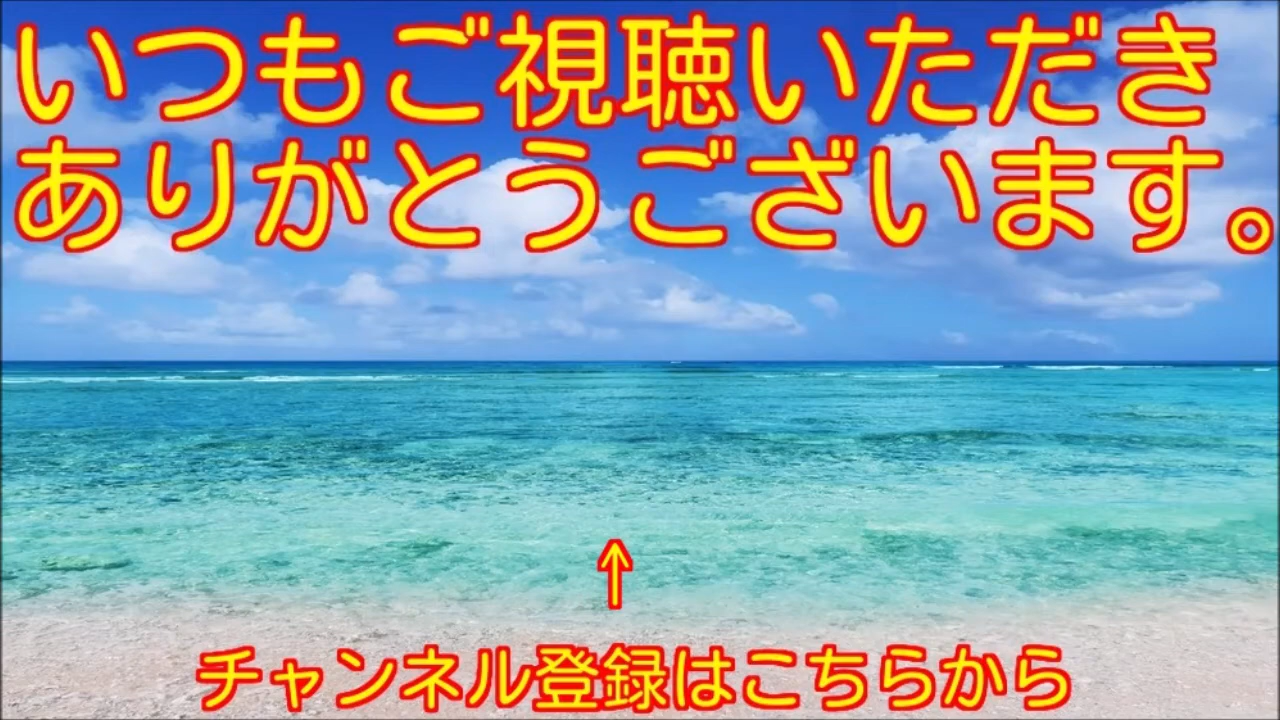 いつもご視聴いただき
ありがとうございます。
↑
チャンネル登録はこちらから